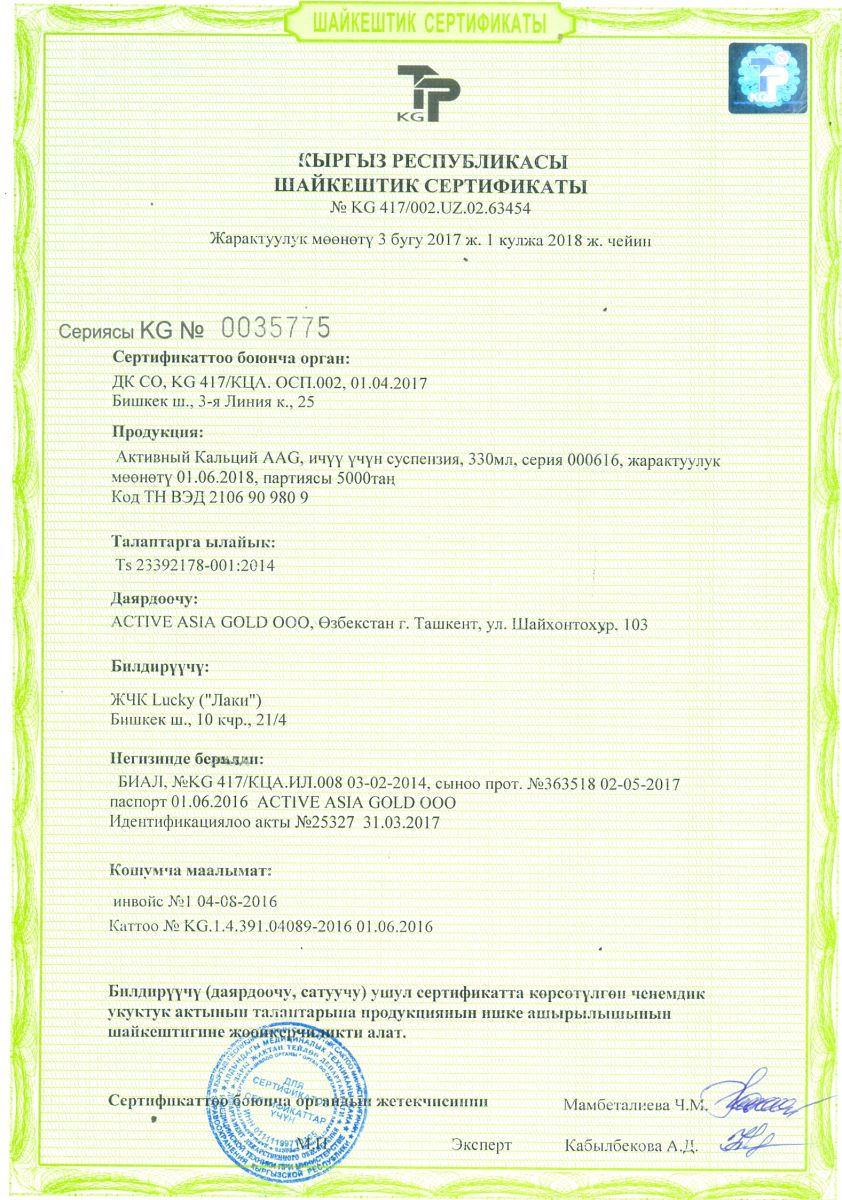 ШАЙКЕШТИК СЕРТИФИКАТЫ
ТР
KG
КЫРГЫЗ РЕСПУБЛИКАСЫ
ШАЙКЕШТИК СЕРТИФИКАТЫ
№ KG 417/002.UZ.02.63454
Жарактуулук мөөнөтү 3 бугу 2017 ж. 1 кулжа 2018 ж. чейин
Сериясы KG № 0035775
Сертификаттоо боюнча орган:
ДК СО, KG 417/КЦА. ОСП.002, 01.04.2017
Бишкек ш., 3-я Линия к., 25
Продукция:
Активный Кальций AAG, ичүү үчүн суспензия, 330мл, серия 000616, жарактуулук
мөөнөтү 01.06.2018, партиясы 5000таң
Код ТН ВЭД 2106 90 980 9
Талаптарга ылайык:
Ts 23392178-001:2014
Даярдоочу:
ACTIVE ASIA GOLD ООО, Өзбекстан г. Ташкент, ул. Шайхонтохур, 103
Билдирүүчү:
ЖЧК Lucky ("Лаки")
Бишкек ш., 10 кчр., 21/4
Негизинде берилди:
БИАЛ, №KG 417/КЦА.ИЛ.008 03-02-2014, сыноо прот. №363518 02-05-2017
паспорт 01.06.2016 ACTIVE ASIA GOLD ООО
Идентификациялоо акты №25327 31.03.2017
Кошумча маалымат:
инвойс №1 04-08-2016
Каттоо № KG.1.4.391.04089-2016 01.06.2016
Билдирүүчү (даярдоочу, сатуучу) ушул сертификатта көрсөтүлгөн ченемдик
укуктук актынын талаптарына продукциянын ишке ашырылышынын
шайкештигине жоопкерчиликти алат.
Сертификаттоо боюнча органдын жетекчисинин Мамбеталиева Ч.М.
М.П. Эксперт Кабылбекова А.Д.
ДЛЯ
СЕРТИФИКАТОВ
СЕРТИФИКАТТАР
ҮЧҮН